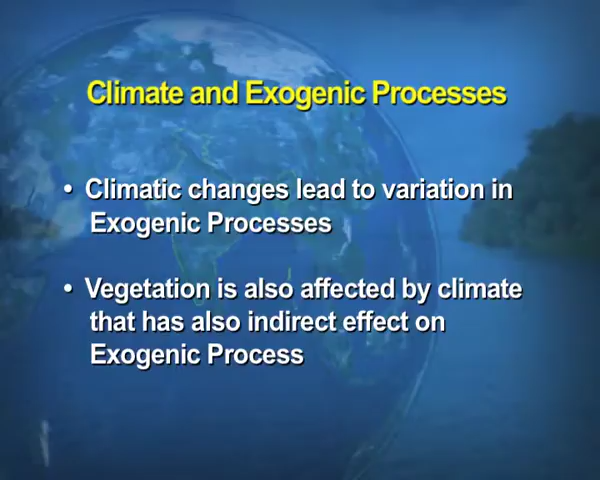 Climate and Exogenic Processes
• Climatic changes lead to variation in
Exogenic Processes
• Vegetation is also affected by climate
that has also indirect effect on
Exogenic Process